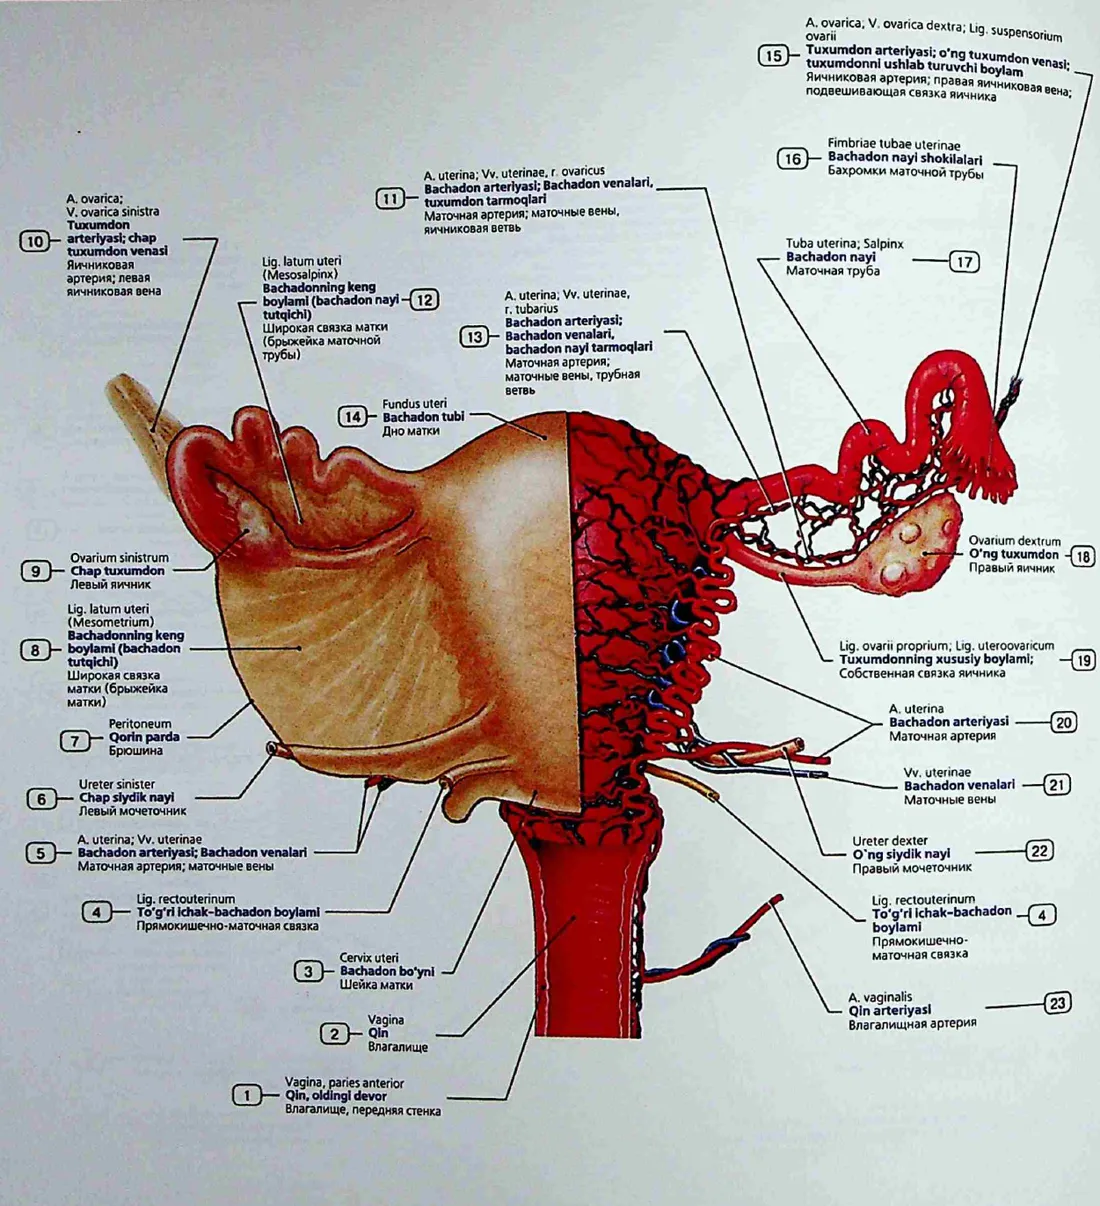 A. ovarica, V. ovarica dextra; Lig. suspensorium
ovarii
15
Tuxumdon arteriyasi; o'ng tuxumdon venasi;
tuxumdonni ushlab turuvchi boylam
Яичниковая артерия; правая яичниковая вена;
подвешивающая связка яичника
Fimbriae tubae uterinae
16
Bachadon nayi shokilalari
Бахромки маточной трубы
A. uterina; Vv. uterinae, r. ovaricus
11
Bachadon arteriyasi; Bachadon venalari,
tuxumdon tarmoqlari
Маточная артерия; маточные вены,
яичниковая ветвь
A. ovarica;
V. ovarica sinistra
10
Tuxumdon
arteriyasi; chap
tuxumdon venasi
Яичниковая
артерия; левая
яичниковая вена
Tuba uterina; Salpinx
Bachadon nayi
17
Маточная труба
Lig. latum uteri
(Mesosalpinx)
Bachadonning keng
boylami (bachadon nayi
12
tutqichi)
Широкая связка матки
(брыжейка маточной
трубы)
A. uterina; Vv. uterinae,
r. tubarius
13
Bachadon arteriyasi;
Bachadon venalari,
bachadon nayi tarmoqlari
Маточная артерия;
маточные вены, трубная
ветвь
Fundus uteri
14
Bachadon tubi
Дно матки
Ovarium sinistrum
9
Chap tuxumdon
Левый яичник
Ovarium dextrum
O'ng tuxumdon
18
Правый яичник
Lig. latum uteri
(Mesometrium)
8
Bachadonning keng
boylami (bachadon
tutqichi)
Широкая связка
матки (брыжейка
матки)
Lig. ovarii proprium; Lig. uteroovaricum
Tuxumdonning xususiy boylami;
19
Собственная связка яичника
Peritoneum
7
Qorin parda
Брюшина
A. uterina
Bachadon arteriyasi
20
Маточная артерия
Ureter sinister
6
Chap siydik nayi
Левый мочеточник
Vv. uterinae
Bachadon venalari
21
Маточные вены
A. uterina; Vv. uterinae
5
Bachadon arteriyasi; Bachadon venalari
Маточная артерия; маточные вены
Ureter dexter
O`ng siydik nayi
22
Правый мочеточник
Lig. rectouterinum
4
To'g'ri ichak-bachadon boylami
Прямокишечно-маточная связка
Lig. rectouterinum
To'g'ri ichak-bachadon
4
boylami
Прямокишечно-
маточная связка
Cervix uteri
3
Bachadon bo'yni
Шейка матки
A. vaginalis
Qin arteriyasi
23
Влагалищная артерия
Vagina
2
Qin
Влагалище
Vagina, paries anterior
1
Qin, oldingi devor
Влагалище, передняя стенка